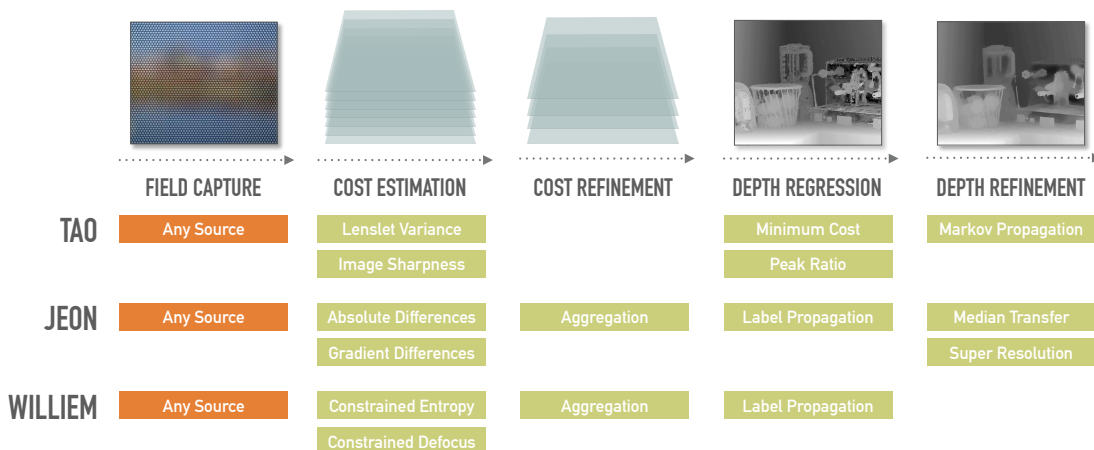 FIELD CAPTURE
COST ESTIMATION
COST REFINEMENT
DEPTH REGRESSION
DEPTH REFINEMENT
TAO
Any Source
Lenslet Variance
Minimum Cost
Markov Propagation
Image Sharpness
Peak Ratio
JEON
Any Source
Absolute Differences
Aggregation
Label Propagation
Median Transfer
Gradient Differences
Super Resolution
WILLIEM
Any Source
Constrained Entropy
Aggregation
Label Propagation
Constrained Defocus